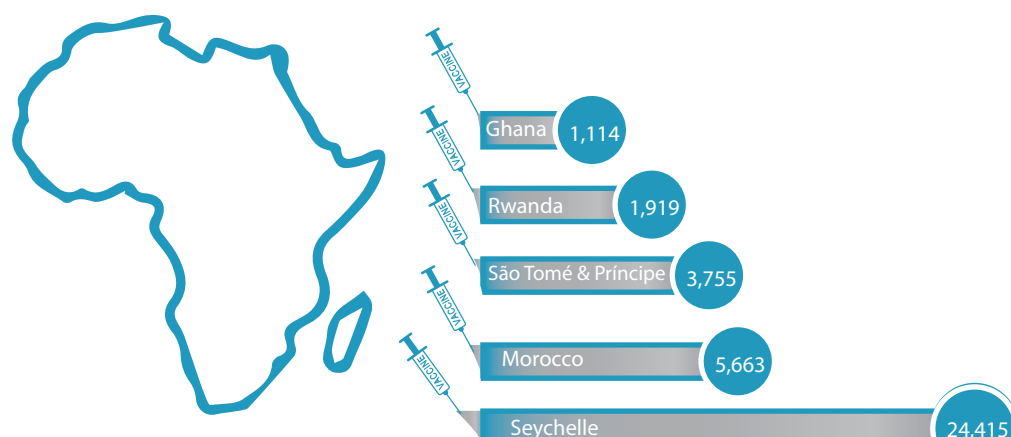 VACCINE
Ghana 1,114
VACCINE
Rwanda 1,919
VACCINE
São Tomé & Príncipe 3,755
VACCINE
Morocco 5,663
VACCINE
Seychelle 24,415